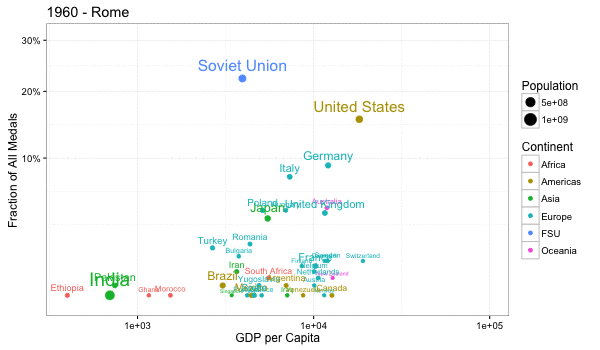 1960 - Rome
30%
20%
10%
Fraction of All Medals
Soviet Union
United States
Germany
Italy
Poland
Australia
United Kingdom
Japan
Turkey
Romania
Bulgaria
Switzerland
Iran
South Africa
Netherlands
Ethiopia
India
Pakistan
Ghana
Morocco
Brazil
Argentina
Canada
1e+03
1e+04
1e+05
GDP per Capita
Population
5e+08
1e+09
Continent
Africa
Americas
Asia
Europe
FSU
Oceania